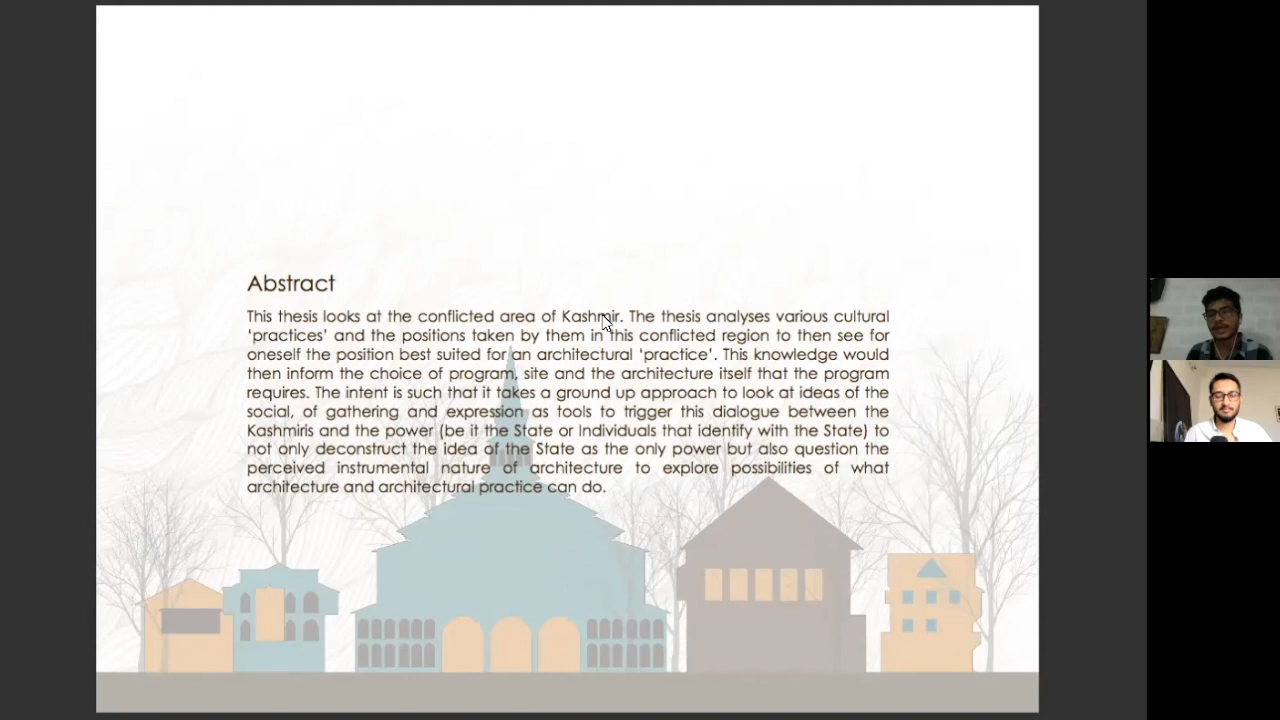 Abstract
This thesis looks at the conflicted area of Kashmir. The thesis analyses various cultural
‘practices’ and the positions taken by them in this conflicted region to then see for
oneself the position best suited for an architectural ‘practice’. This knowledge would
then inform the choice of program, site and the architecture itself that the program
requires. The intent is such that it takes a ground up approach to look at ideas of the
social, of gathering and expression as tools to trigger this dialogue between the
Kashmiris and the power (be it the State or Individuals that identify with the State) to
not only deconstruct the idea of the State as the only power but also question the
perceived instrumental nature of architecture to explore possibilities of what
architecture and architectural practice can do.